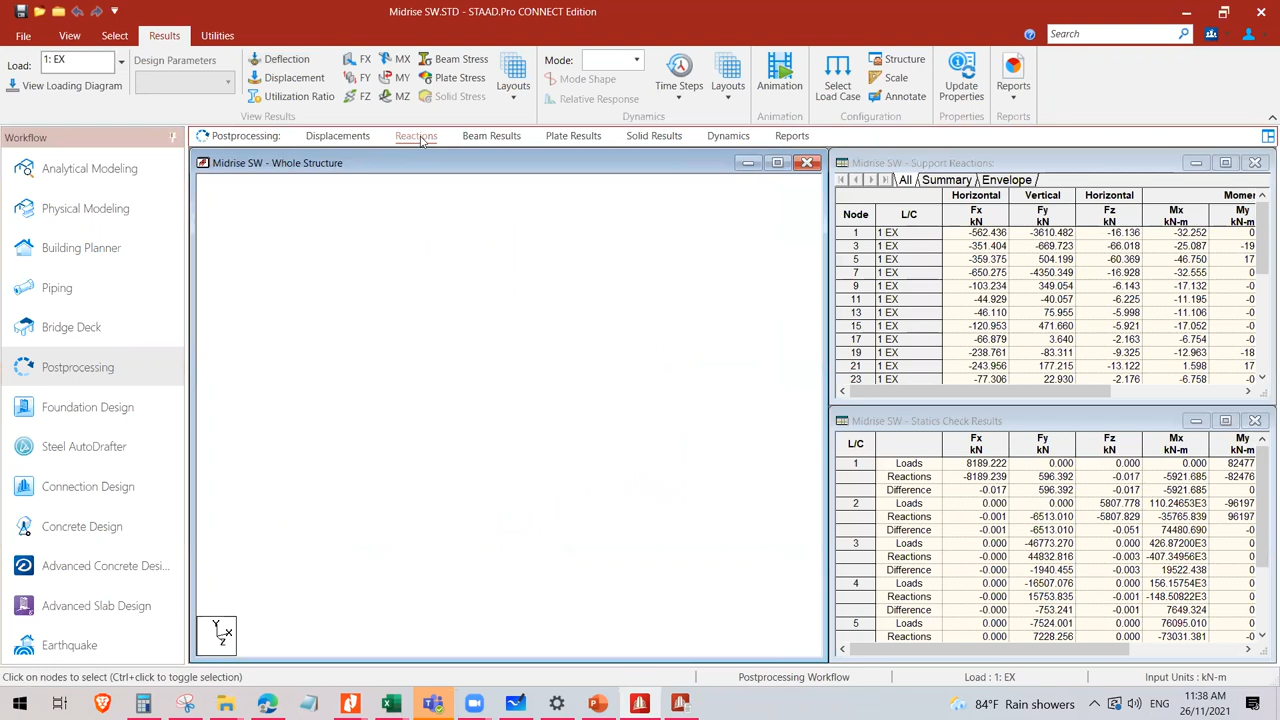 Midrise SW.STD - STAAD.Pro CONNECT Edition
File View Select Results Utilities Search
Load: 1: EX
View Loading Diagram
Design Parameters
Deflection
Displacement
Utilization Ratio
FX MX
FY MY
FZ MZ
Beam Stress
Plate Stress
Solid Stress
Layouts
View Results
Mode:
Mode Shape
Relative Response
Time Steps
Layouts
Dynamics
Animation
Animation
Select Load Case
Structure
Scale
Annotate
Configuration
Update Properties
Properties
Reports
Reports
Workflow
Postprocessing: Displacements Reactions Beam Results Plate Results Solid Results Dynamics Reports
Analytical Modeling
Physical Modeling
Building Planner
Piping
Bridge Deck
Postprocessing
Foundation Design
Steel AutoDrafter
Connection Design
Concrete Design
Advanced Concrete Desi...
Advanced Slab Design
Earthquake
Midrise SW - Whole Structure
Y X Z
Midrise SW - Support Reactions:
All Summary Envelope
Horizontal Vertical Horizontal Momer
Node L/C Fx kN Fy kN Fz kN Mx kN-m My kN-m
1 1 EX -562.436 -3610.482 -16.136 -32.252 0
3 1 EX -351.404 -669.723 -66.018 -25.087 -19
5 1 EX -359.375 504.199 -60.369 -46.750 17
7 1 EX -650.275 -4350.349 -16.928 -32.555 0
9 1 EX -103.234 349.054 -6.143 -17.132 -0
11 1 EX -44.929 -40.057 -6.225 -11.195 -0
13 1 EX -46.110 75.955 -5.998 -11.106 -0
15 1 EX -120.953 471.660 -5.921 -17.052 -0
17 1 EX -66.879 3.640 -2.163 -6.754 -0
19 1 EX -238.761 -83.311 -9.325 -12.963 -18
21 1 EX -243.956 177.215 -13.122 1.598 17
23 1 EX -77.306 22.930 -2.176 -6.758 -0
Midrise SW - Statics Check Results
L/C Fx kN Fy kN Fz kN Mx kN-m My kN-m
1 Loads 8189.222 0.000 0.000 0.000 82477
Reactions -8189.239 596.392 -0.017 -5921.685 -82476
Difference -0.017 596.392 -0.017 -5921.685 0
2 Loads 0.000 0.000 5807.778 110.24653E3 -96197
Reactions -0.001 -6513.010 -5807.829 -35765.839 96197
Difference -0.001 -6513.010 -0.051 74480.690 -0
3 Loads 0.000 -46773.270 0.000 426.87200E3 0
Reactions 0.000 44832.816 -0.003 -407.34956E3 0
Difference 0.000 -1940.455 -0.003 19522.438 0
4 Loads 0.000 -16507.076 0.000 156.15754E3 0
Reactions -0.000 15753.835 -0.001 -148.50822E3 0
Difference -0.000 -753.241 -0.001 7649.324 0
5 Loads 0.000 -7524.001 0.000 76095.010 0
Reactions 0.000 7228.256 -0.000 -73031.381 -0
Click on nodes to select (Ctrl+click to toggle selection)
Postprocessing Workflow
Load : 1: EX
Input Units : kN-m
84°F Rain showers
ENG
11:38 AM
26/11/2021